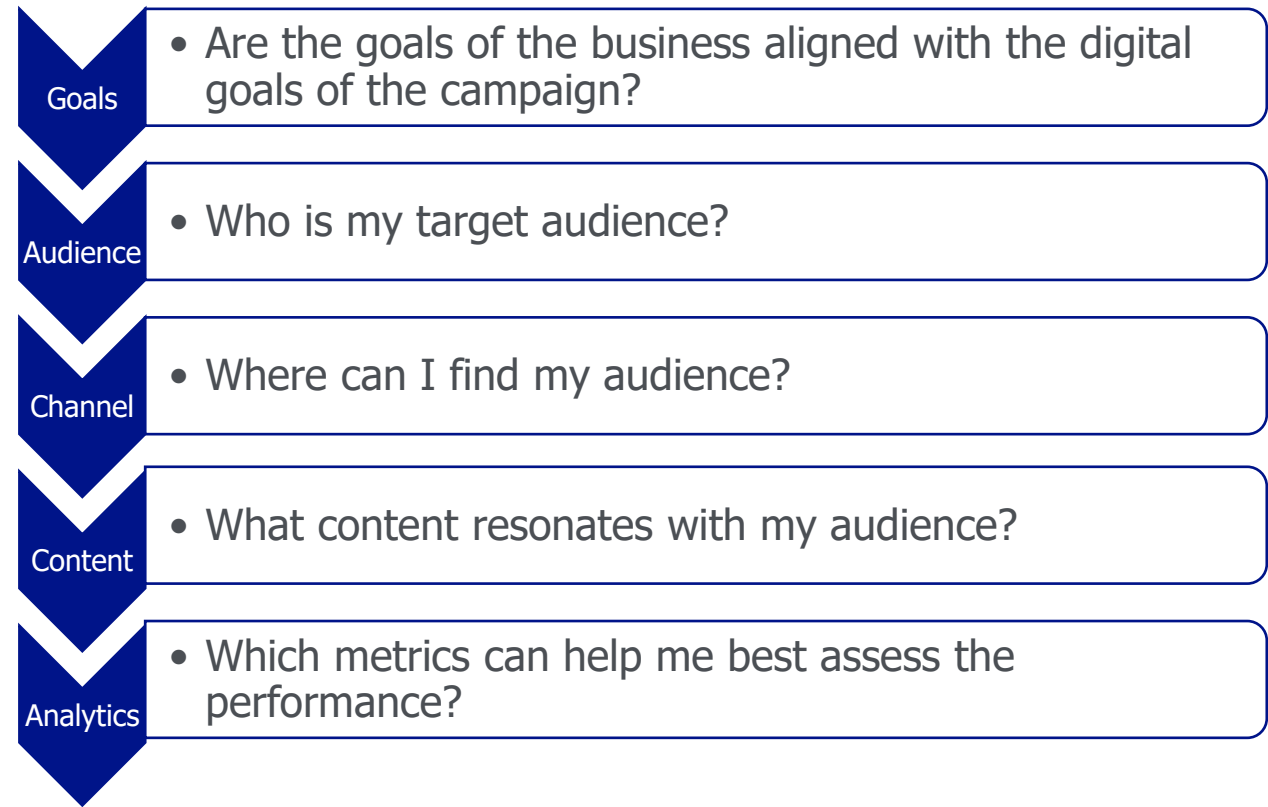 Goals
• Are the goals of the business aligned with the digital
goals of the campaign?
Audience
• Who is my target audience?
Channel
• Where can I find my audience?
Content
• What content resonates with my audience?
Analytics
• Which metrics can help me best assess the
performance?